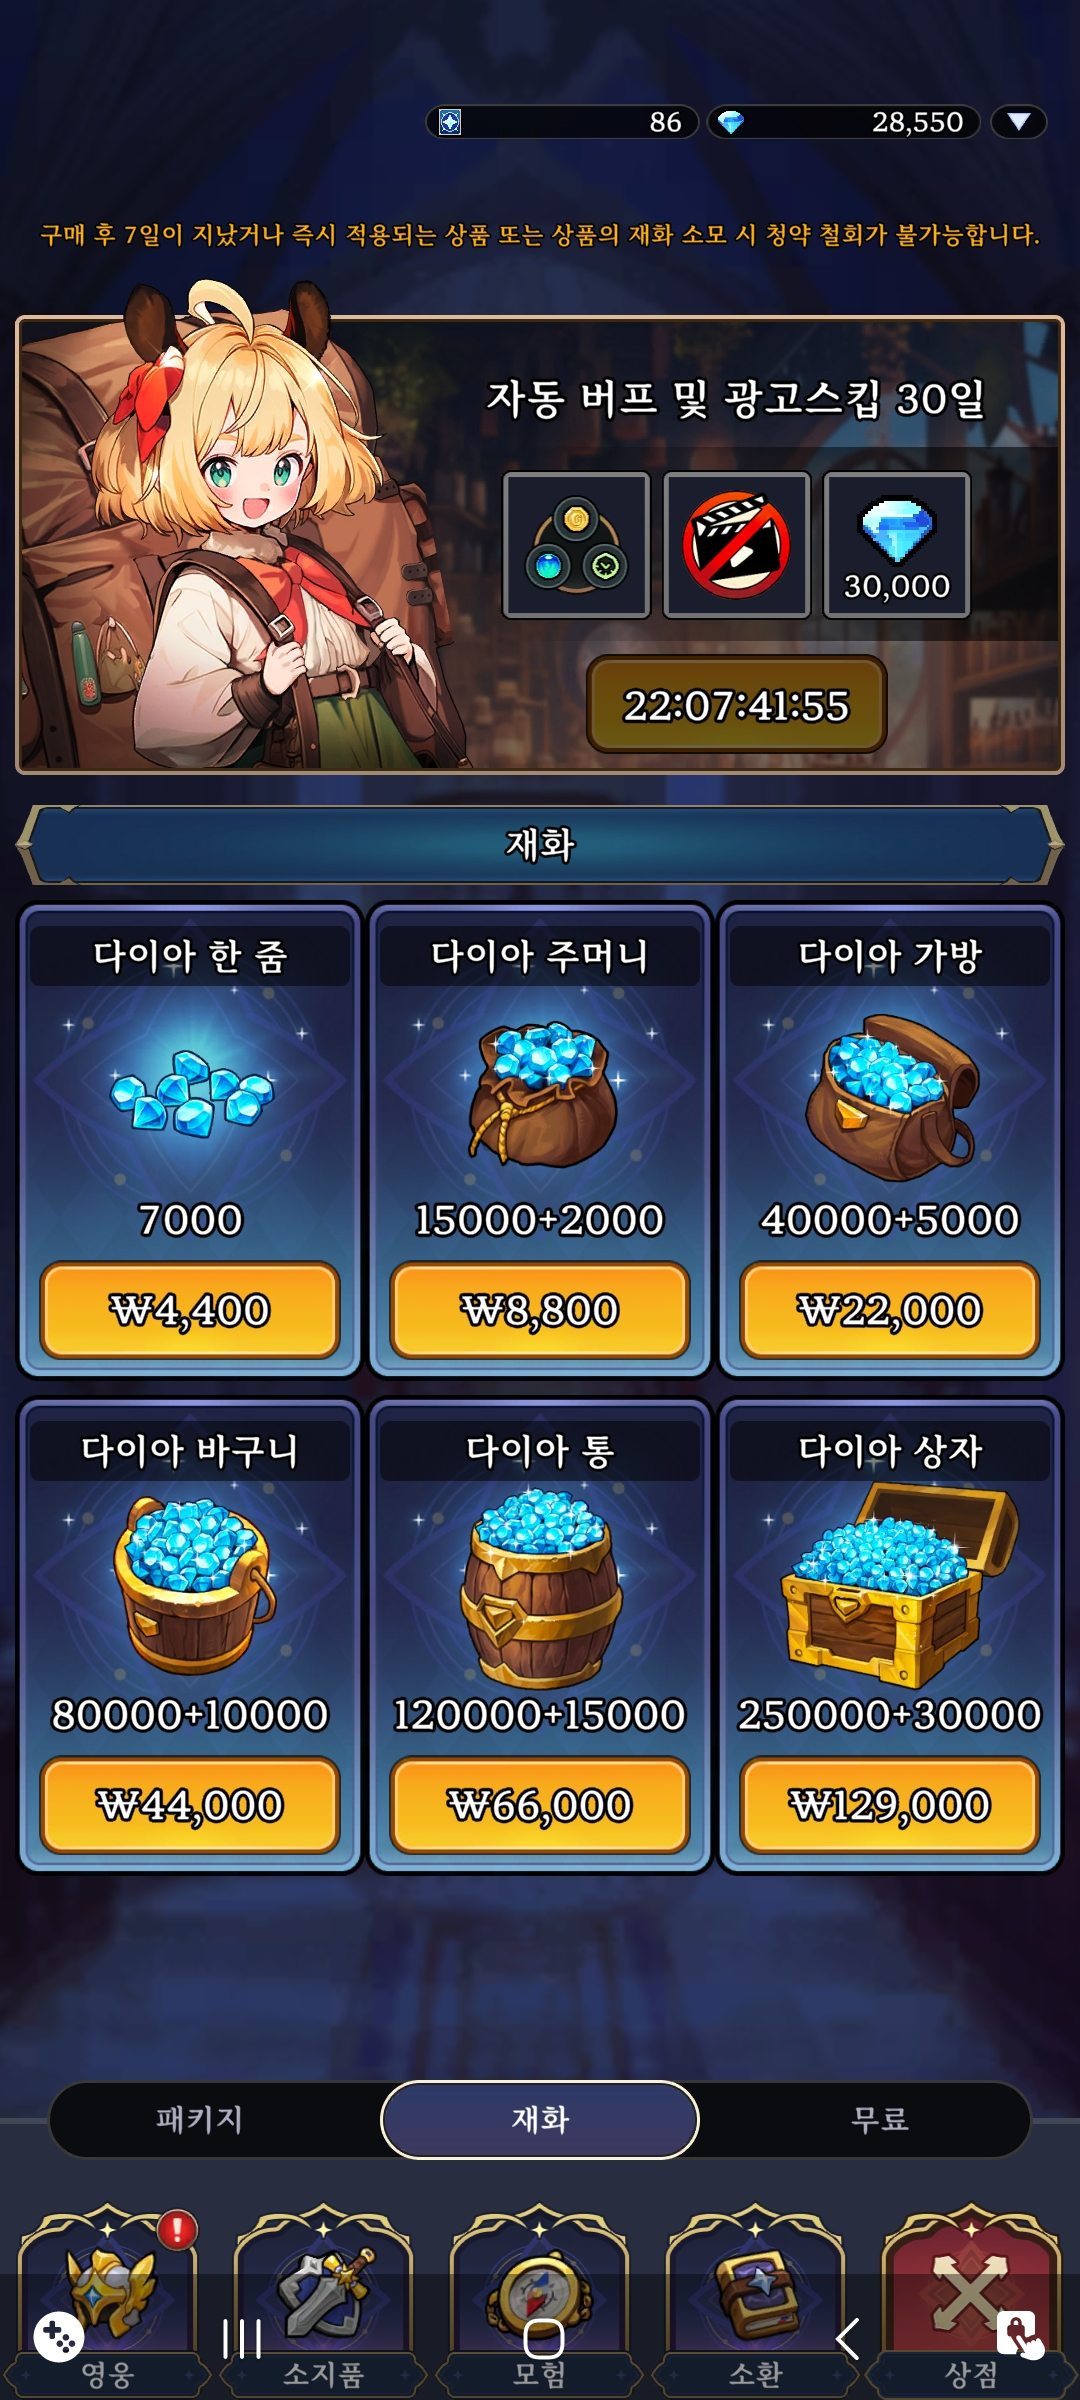 86
28,550
구매 후 7일이 지났거나 즉시 적용되는 상품 또는 상품의 재화 소모 시 청약 철회가 불가능합니다.
자동 버프 및 광고스킵 30일
30,000
22:07:41:55
재화
다이아 한 줌
7000
₩4,400
다이아 주머니
15000+2000
₩8,800
다이아 가방
40000+5000
₩22,000
다이아 바구니
80000+10000
₩44,000
다이아 통
120000+15000
₩66,000
다이아 상자
250000+30000
₩129,000
패키지
재화
무료
영웅
소지품
모험
소환
상점